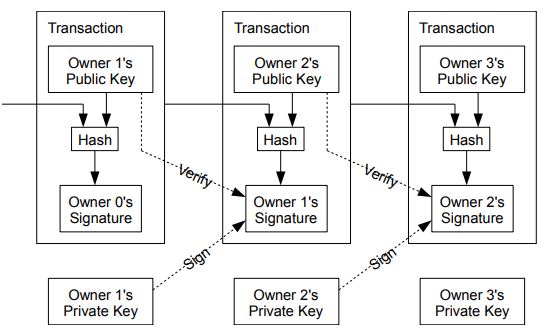 Transaction
Owner 1's
Public Key
Hash
Owner 0's
Signature
Transaction
Owner 2's
Public Key
Hash
Verify
Owner 1's
Signature
Sign
Transaction
Owner 3's
Public Key
Hash
Verify
Owner 2's
Signature
Sign
Owner 1's
Private Key
Owner 2's
Private Key
Owner 3's
Private Key